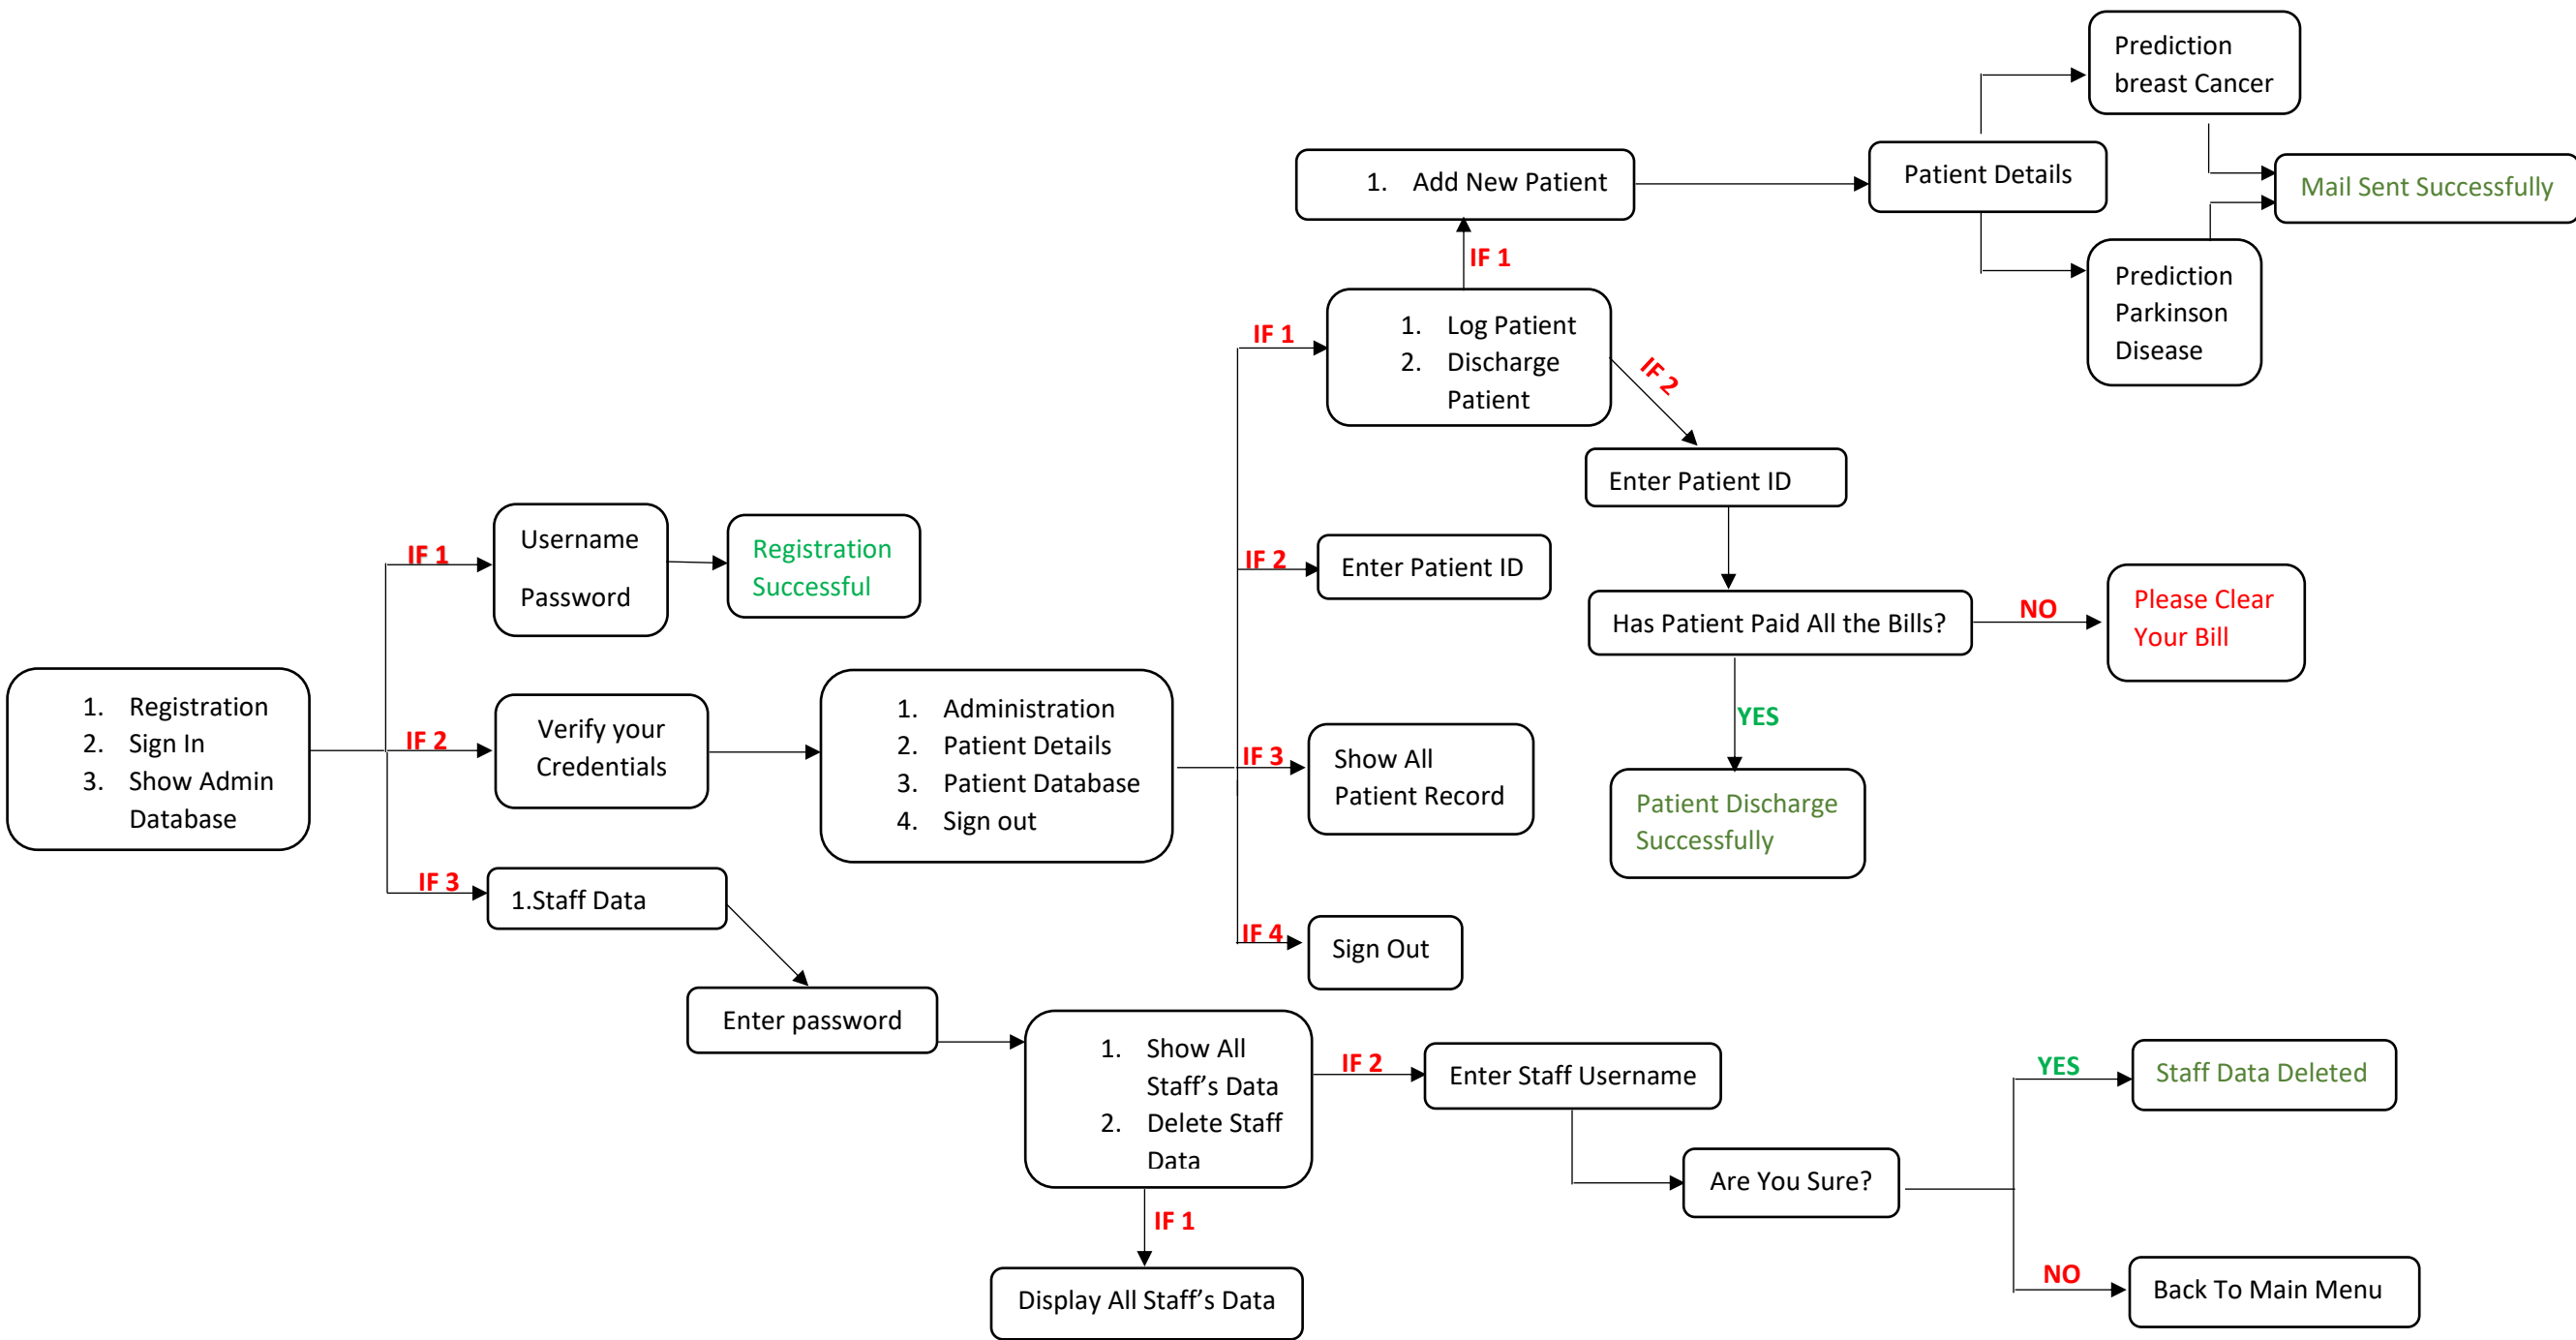 Prediction
breast Cancer
1. Add New Patient
Patient Details
Mail Sent Successfully
IF 1
Prediction
Parkinson
Disease
IF 1
1. Log Patient
2. Discharge
Patient
IF 2
Enter Patient ID
Username
Password
IF 1
Registration
Successful
IF 2
Enter Patient ID
Has Patient Paid All the Bills?
NO
Please Clear
Your Bill
1. Registration
2. Sign In
3. Show Admin
Database
IF 2
Verify your
Credentials
1. Administration
2. Patient Details
3. Patient Database
4. Sign out
IF 3
Show All
Patient Record
YES
Patient Discharge
Successfully
IF 3
1.Staff Data
IF 4
Sign Out
Enter password
1. Show All
Staff’s Data
2. Delete Staff
Data
IF 2
Enter Staff Username
YES
Staff Data Deleted
Are You Sure?
IF 1
Display All Staff’s Data
NO
Back To Main Menu